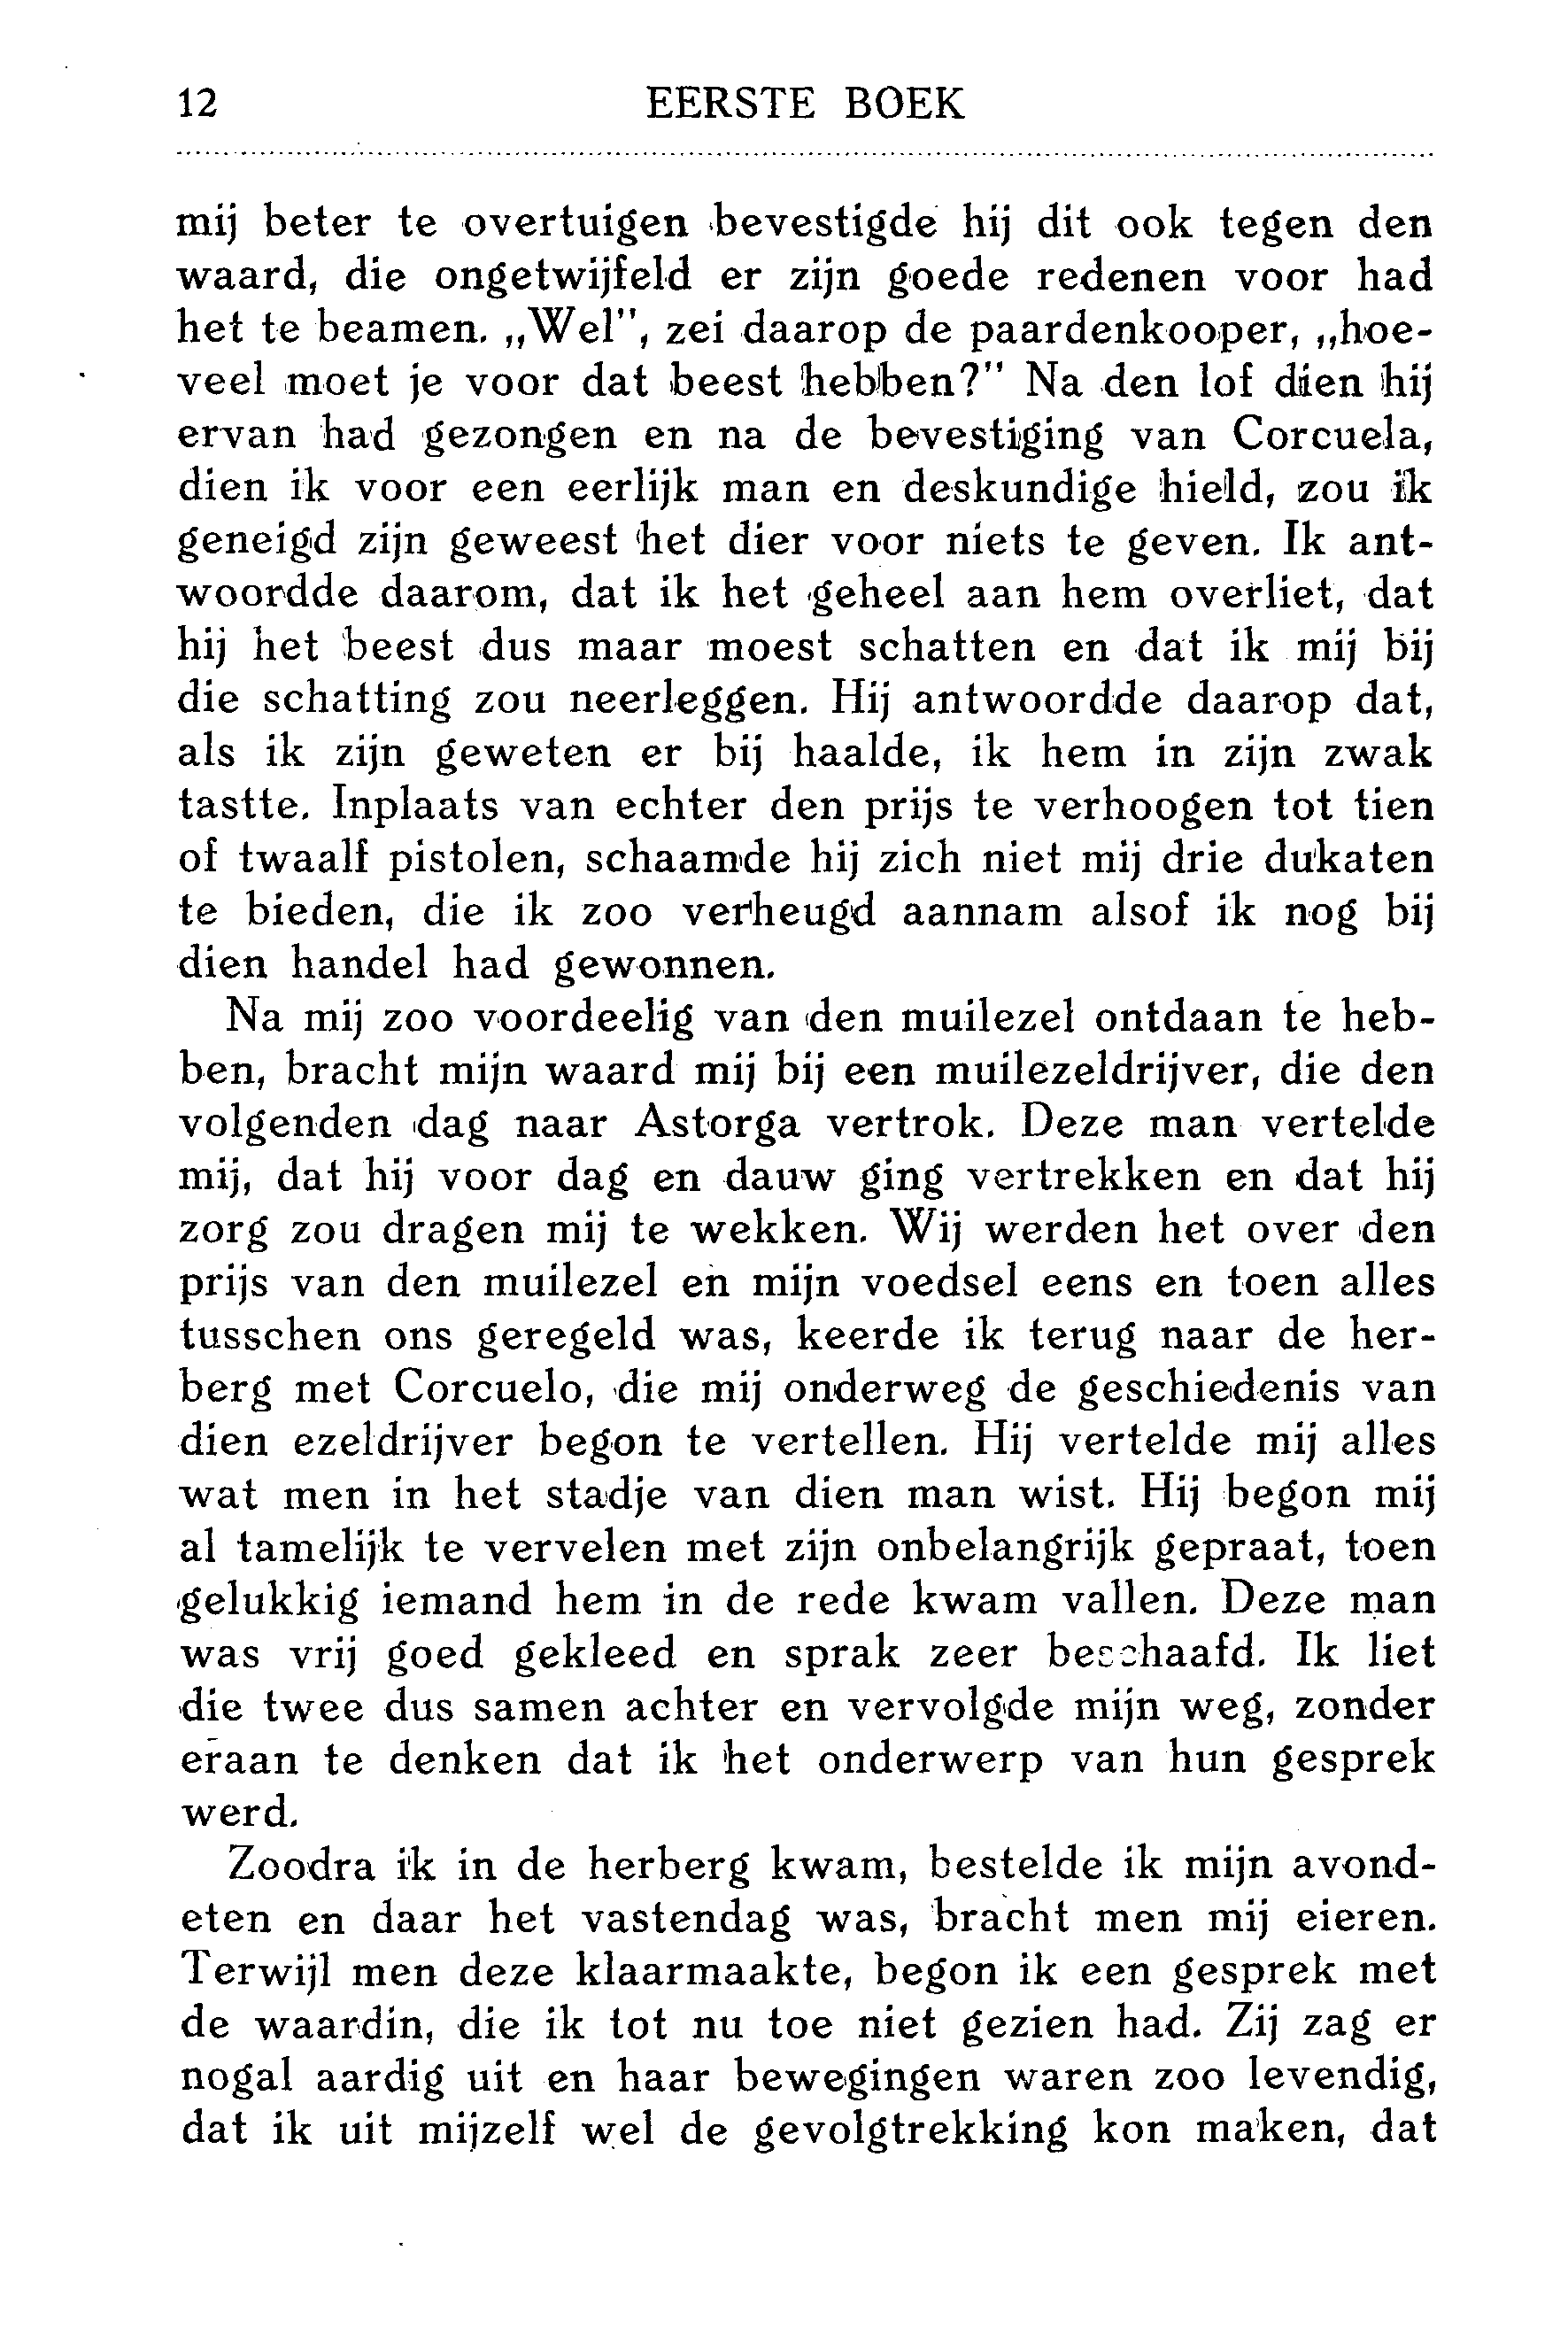 12 EERSTE BOEK
mij beter te overtuigen bevestigde hij dit ook tegen den
waard, die ongetwijfeld er zijn goede redenen voor had
het te beamen. „Wel”, zei daarop de paardenkooper, „hoe-
veel moet je voor dat beest hebben?” Na den lof dien hij
ervan had gezongen en na de bevestiging van Corcuela,
dien ik voor een eerlijk man en deskundige hield, zou ik
geneigd zijn geweest het dier voor niets te geven. Ik ant-
woordde daarom, dat ik het geheel aan hem overliet, dat
hij het beest dus maar moest schatten en dat ik mij bij
die schatting zou neerleggen. Hij antwoordde daarop dat,
als ik zijn geweten er bij haalde, ik hem in zijn zwak
tastte. Inplaats van echter den prijs te verhoogen tot tien
of twaalf pistolen, schaamde hij zich niet mij drie dukaten
te bieden, die ik zoo verheugd aannam alsof ik nog bij
dien handel had gewonnen.
Na mij zoo voordeelig van den muilezel ontdaan te heb-
ben, bracht mijn waard mij bij een muilezeldrijver, die den
volgenden dag naar Astorga vertrok. Deze man vertelde
mij, dat hij voor dag en dauw ging vertrekken en dat hij
zorg zou dragen mij te wekken. Wij werden het over den
prijs van den muilezel en mijn voedsel eens en toen alles
tusschen ons geregeld was, keerde ik terug naar de her-
berg met Corcuelo, die mij onderweg de geschiedenis van
dien ezeldrijver begon te vertellen. Hij vertelde mij alles
wat men in het stadje van dien man wist. Hij begon mij
al tamelijk te vervelen met zijn onbelangrijk gepraat, toen
gelukkig iemand hem in de rede kwam vallen. Deze man
was vrij goed gekleed en sprak zeer beschaafd. Ik liet
die twee dus samen achter en vervolgde mijn weg, zonder
eraan te denken dat ik het onderwerp van hun gesprek
werd.
Zoodra ik in de herberg kwam, bestelde ik mijn avond-
eten en daar het vastendag was, bracht men mij eieren.
Terwijl men deze klaarmaakte, begon ik een gesprek met
de waardin, die ik tot nu toe niet gezien had. Zij zag er
nogal aardig uit en haar bewegingen waren zoo levendig,
dat ik uit mijzelf wel de gevolgtrekking kon maken, dat